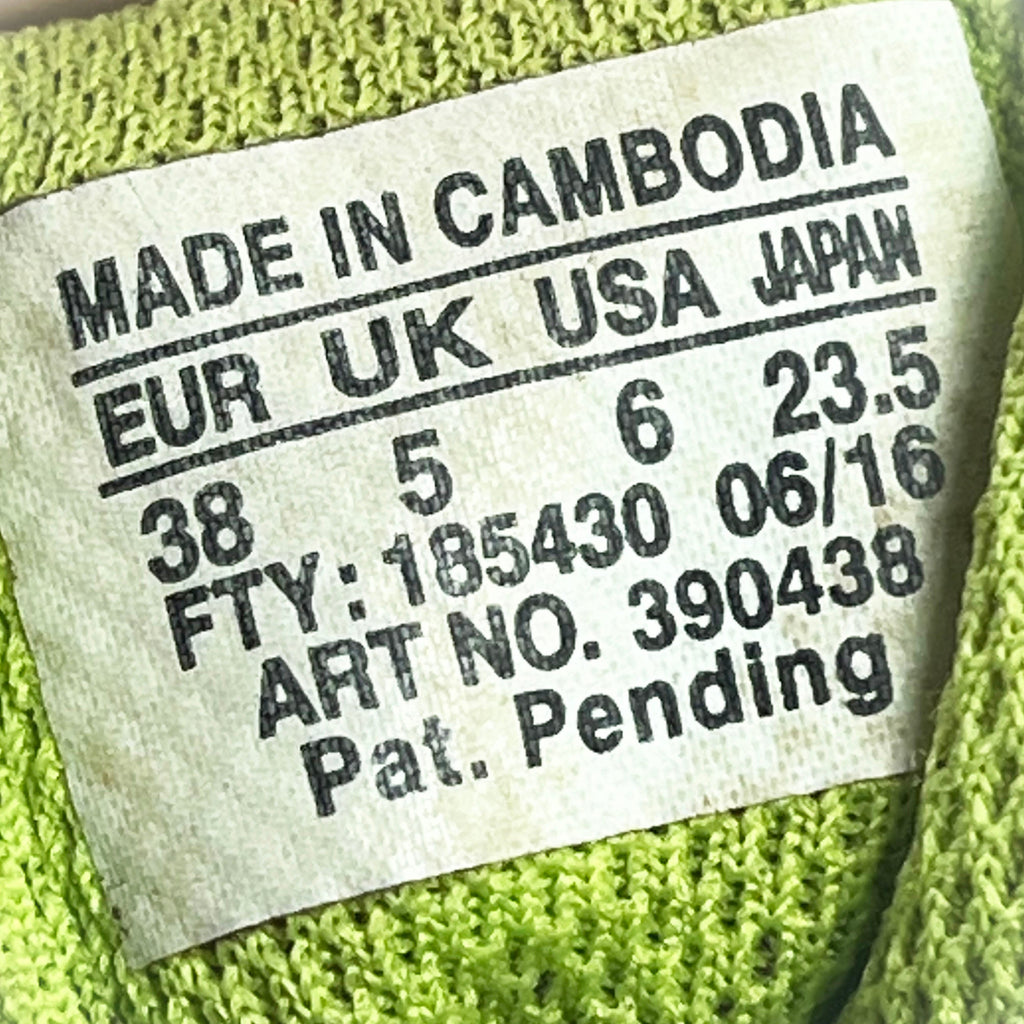 MADE IN CAMBODIA
EUR UK USA JAPAN
38 5 6 23.5
FTY: 185430 06/16
ART NO. 390438
Pat. Pending